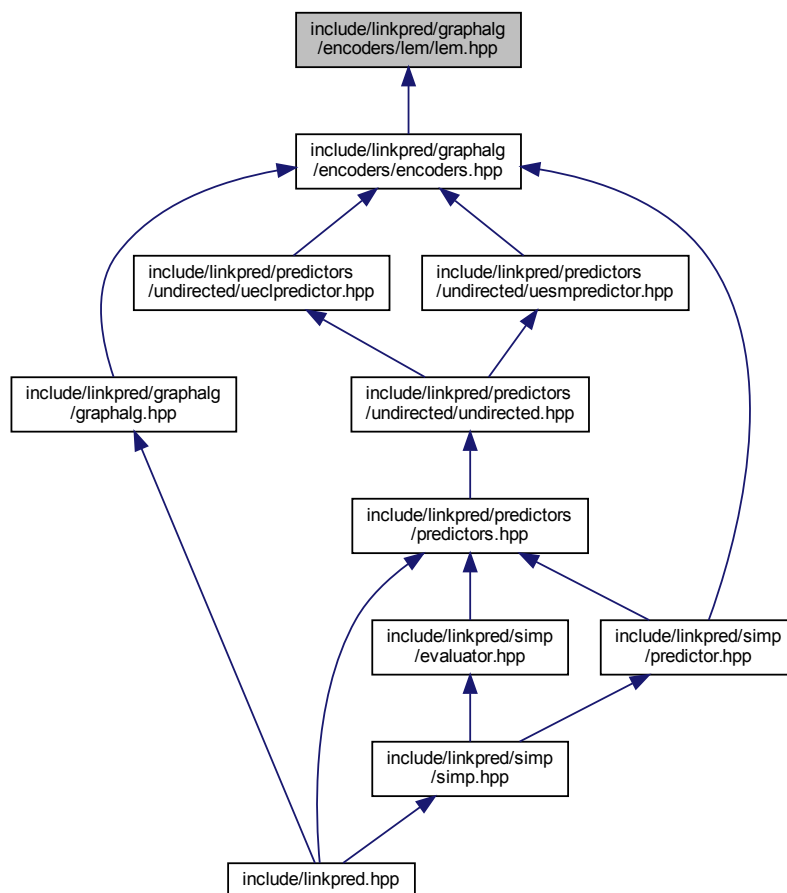 include/linkpred/graphalg
/encoders/lem/lem.hpp
include/linkpred/graphalg
/encoders/encoders.hpp
include/linkpred/predictors
/undirected/ueclpredictor.hpp
include/linkpred/predictors
/undirected/uesmpredictor.hpp
include/linkpred/graphalg
/graphalg.hpp
include/linkpred/predictors
/undirected/undirected.hpp
include/linkpred/predictors
/predictors.hpp
include/linkpred/simp
/evaluator.hpp
include/linkpred/simp
/predictor.hpp
include/linkpred/simp
/simp.hpp
include/linkpred.hpp